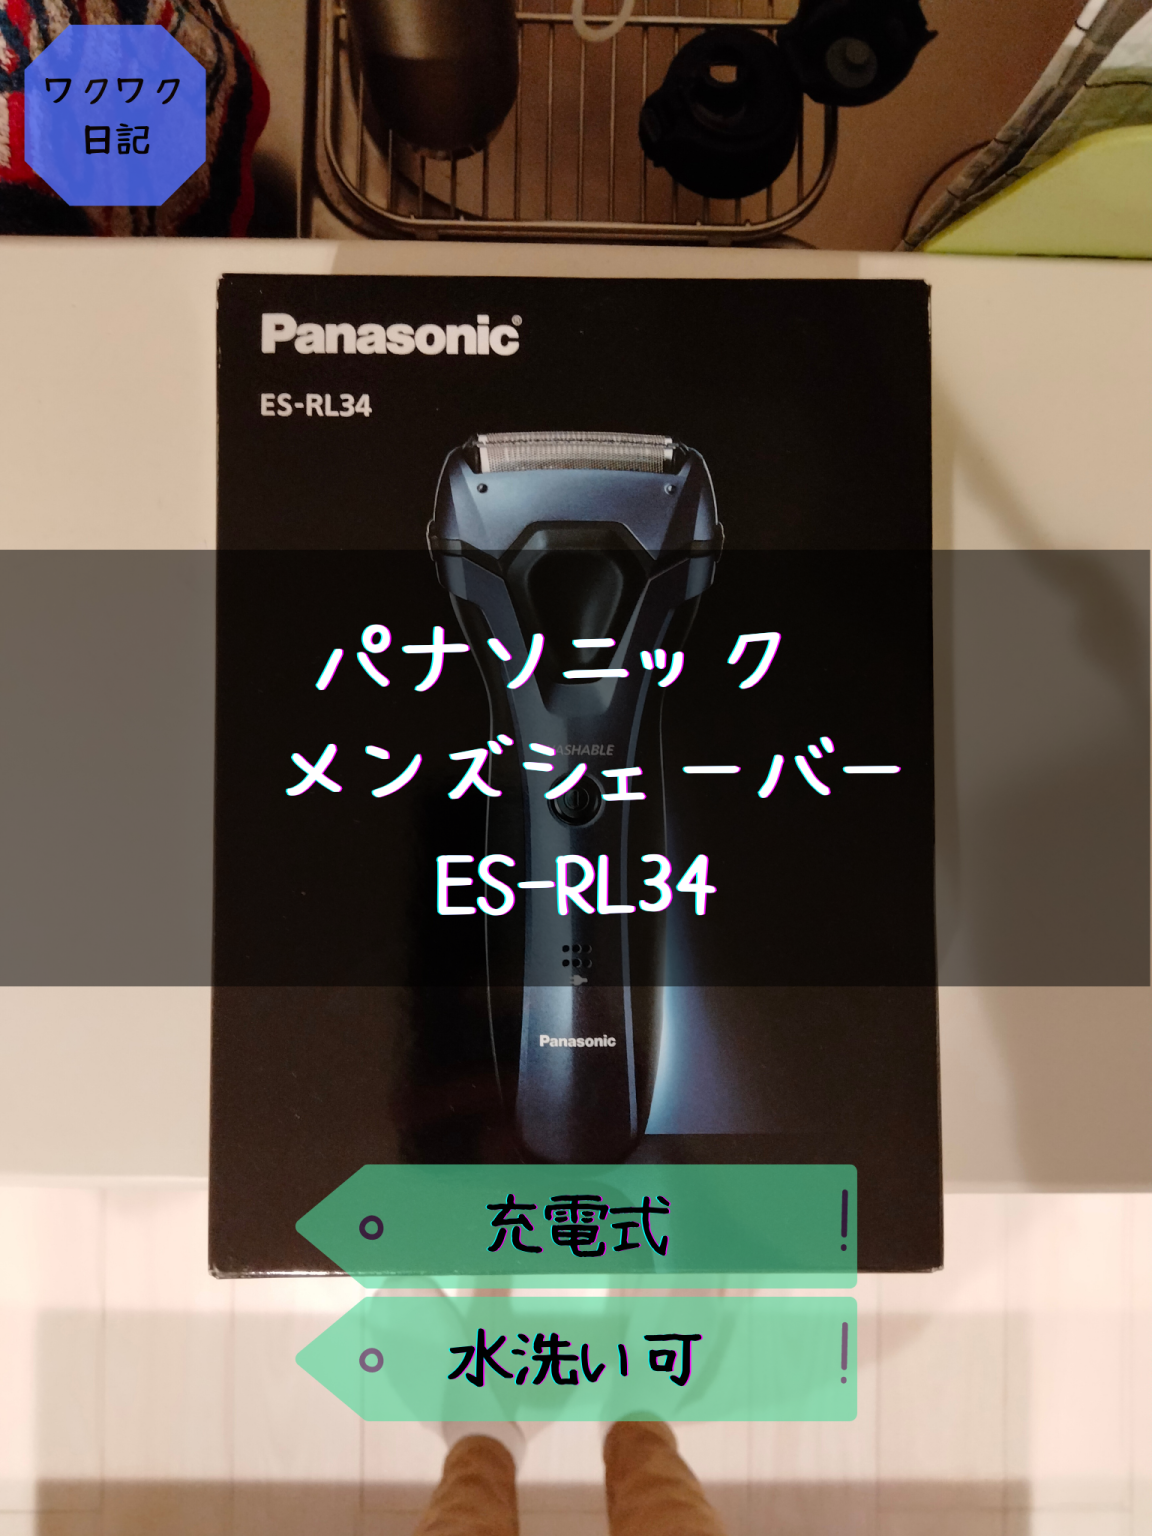 ワクワク
日記
Panasonic®
ES-RL34
パナソニック
WASHABLE
メンズシェーバー
ES-RL34
Panasonic
充電式
!
水洗い可
!